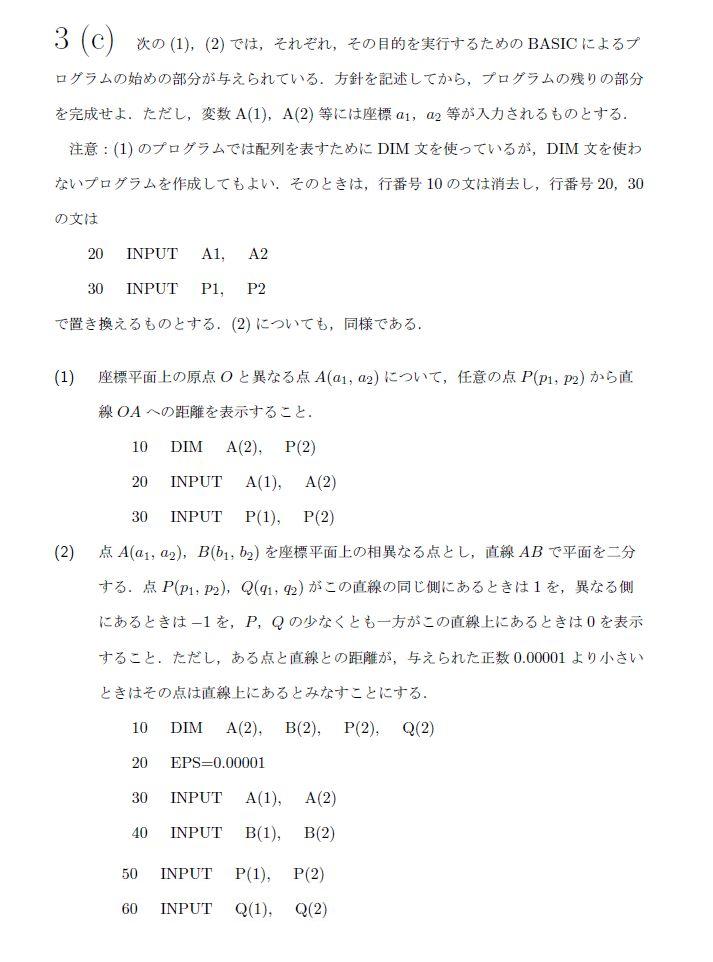 3 (c) 次の (1)，(2) では，それぞれ，その目的を実行するための BASIC によるプ
ログラムの始めの部分が与えられている．方針を記述してから，プログラムの残りの部分
を完成せよ．ただし，変数 A(1)，A(2) 等には座標 a₁，a₂ 等が入力されるものとする．
注意：(1) のプログラムでは配列を表すために DIM 文を使っているが，DIM 文を使わ
ないプログラムを作成してもよい．そのときは，行番号 10 の文は消去し，行番号 20，30
の文は
20 INPUT A1, A2
30 INPUT P1, P2
で置き換えるものとする．(2) についても，同様である．
(1) 座標平面上の原点 O と異なる点 A(a₁, a₂) について，任意の点 P(p₁, p₂) から直
線 OA への距離を表示すること．
10 DIM A(2), P(2)
20 INPUT A(1), A(2)
30 INPUT P(1), P(2)
(2) 点 A(a₁, a₂)，B(b₁, b₂) を座標平面上の相異なる点とし，直線 AB で平面を二分
する．点 P(p₁, p₂)，Q(q₁, q₂) がこの直線の同じ側にあるときは 1 を，異なる側
にあるときは −1 を，P，Q の少なくとも一方がこの直線上にあるときは 0 を表示
すること．ただし，ある点と直線との距離が，与えられた正数 0.00001 より小さい
ときはその点は直線上にあるとみなすことにする．
10 DIM A(2), B(2), P(2), Q(2)
20 EPS=0.00001
30 INPUT A(1), A(2)
40 INPUT B(1), B(2)
50 INPUT P(1), P(2)
60 INPUT Q(1), Q(2)